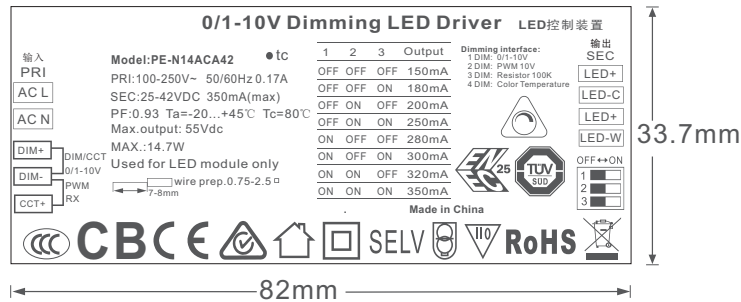 0/1-10V Dimming LED Driver LED控制装置
输入
PRI
AC L
AC N
DIM+
DIM-
CCT+
DIM/CCT
0/1-10V
PWM
RX
Model:PE-N14ACA42 tc
PRI:100-250V~ 50/60Hz 0.17A
SEC:25-42VDC 350mA(max)
PF:0.93 Ta=-20...+45℃ Tc=80℃
Max.output: 55Vdc
MAX.:14.7W
Used for LED module only
wire prep.0.75-2.5
7-8mm
1 2 3 Output
OFF OFF OFF 150mA
OFF OFF ON 180mA
OFF ON OFF 200mA
OFF ON ON 250mA
ON OFF OFF 280mA
ON OFF ON 300mA
ON ON OFF 320mA
ON ON ON 350mA
Made in China
Dimming interface:
1 DIM: 0/1-10V
2 DIM: PWM 10V
3 DIM: Resistor 100K
4 DIM: Color Temperature
ENEC 25
TÜV
SUD
输出
SEC
LED+
LED-C
LED+
LED-W
OFF↔ON
1
2
3
CCC CB CE SELV 110 RoHS
33.7mm
82mm